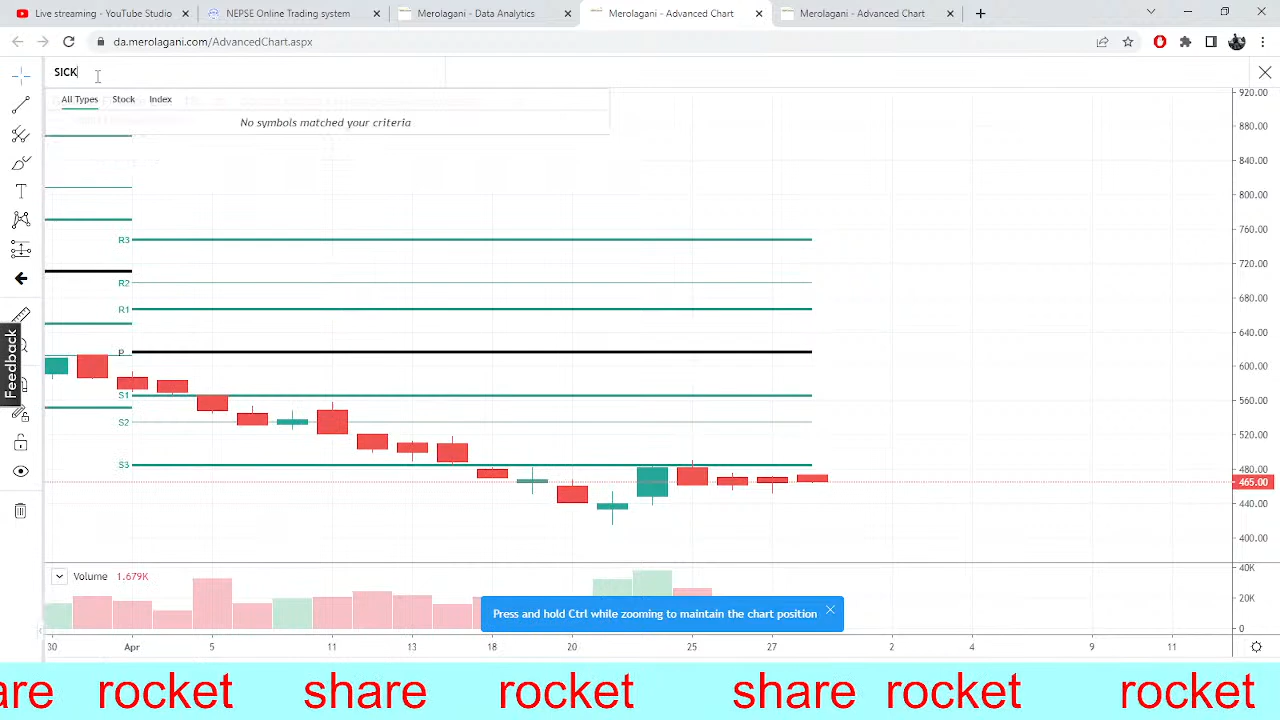 Live streaming - YouTube Studio
NEPSE Online Trading system
Merolagani - Data Analytics
Merolagani - Advanced Chart
Merolagani - Advanced Chart
da.merolagani.com/AdvancedChart.aspx
SICK
All Types Stock Index
No symbols matched your criteria
920.00
880.00
840.00
800.00
760.00
720.00
680.00
640.00
600.00
560.00
520.00
480.00
465.00
440.00
400.00
R3
R2
R1
P
S1
S2
S3
Feedback
Volume 1.679K
40K
20K
0
Press and hold Ctrl while zooming to maintain the chart position
30 Apr 5 11 13 18 20 25 27 2 4 9 11
are rocket share rocket share rocket rocket